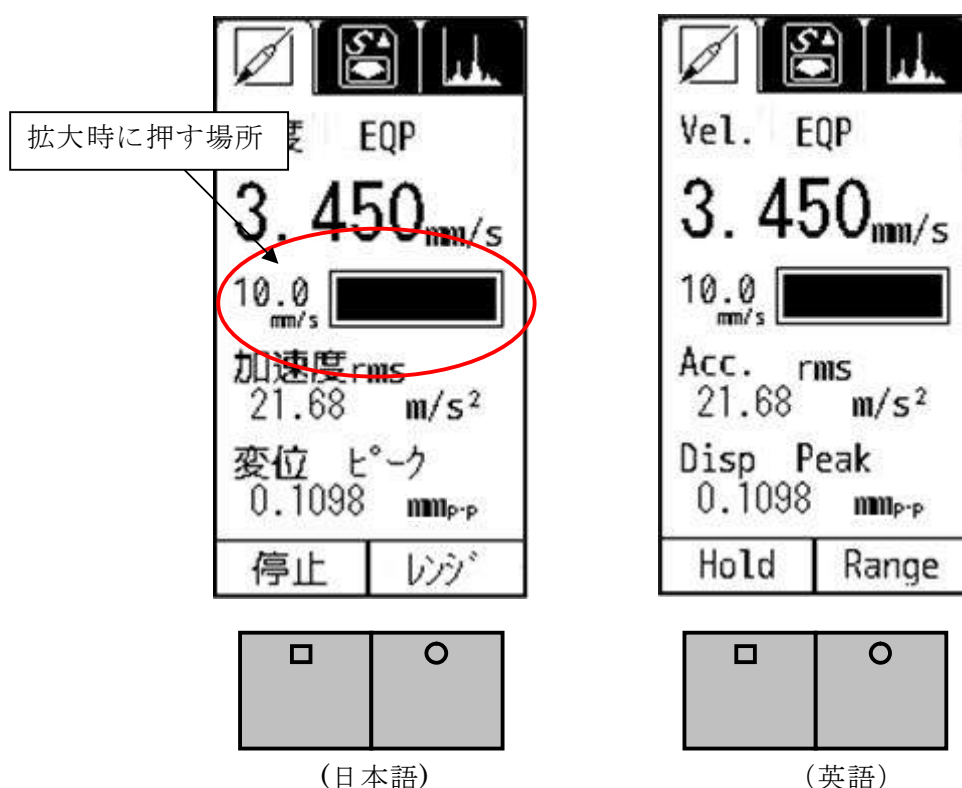 拡大時に押す場所
度 EQP
3.450mm/s
10.0
mm/s
加速度rms
21.68 m/s²
変位 ピーク
0.1098 mmp-p
停止 レンジ
(日本語)
Vel. EQP
3.450mm/s
10.0
mm/s
Acc. rms
21.68 m/s²
Disp Peak
0.1098 mmp-p
Hold Range
(英語)